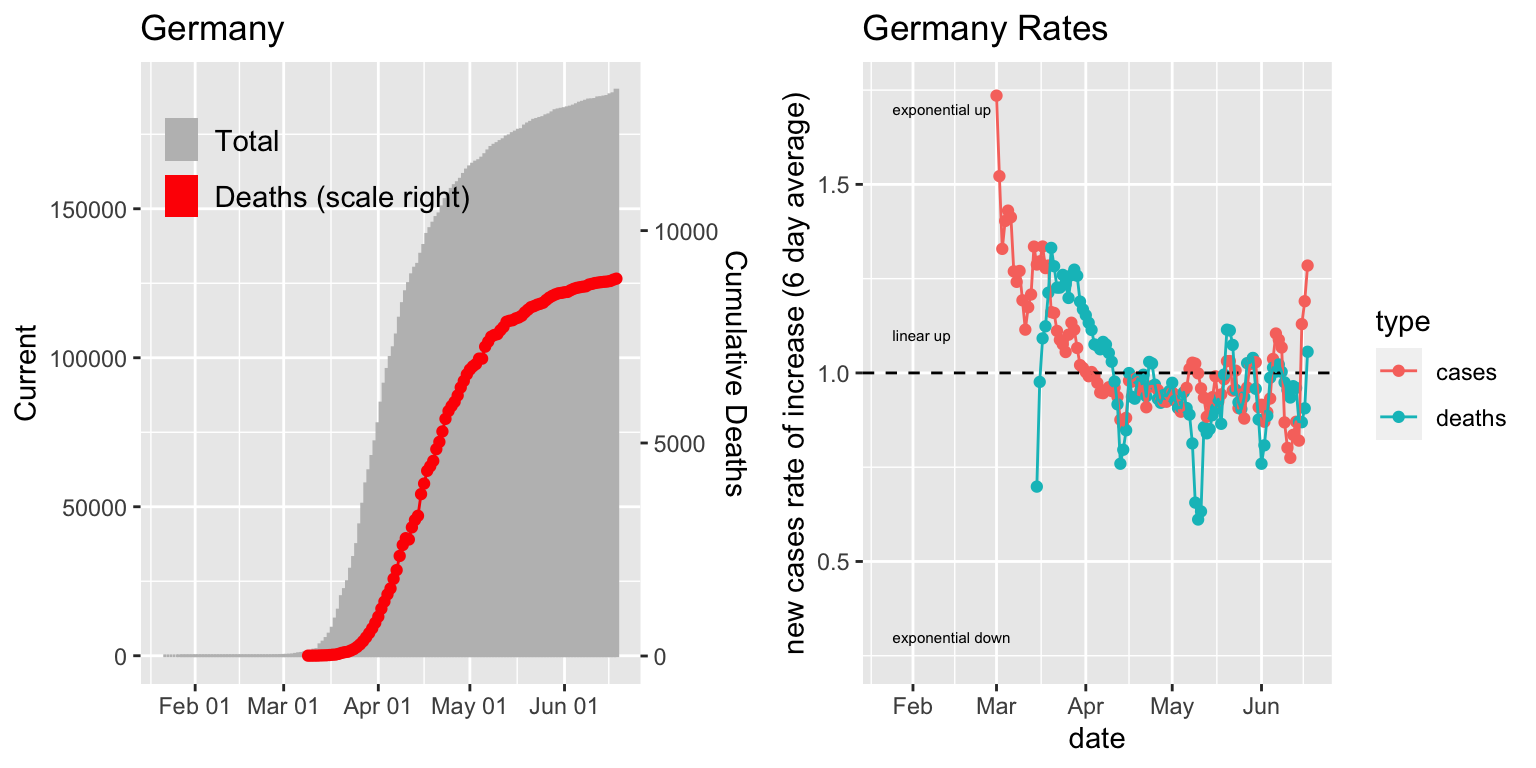 Germany
Total
Deaths (scale right)
Current
150000
100000
50000
0
10000
5000
0
Cumulative Deaths
Feb 01
Mar 01
Apr 01
May 01
Jun 01
Germany Rates
new cases rate of increase (6 day average)
1.5
1.0
0.5
exponential up
linear up
exponential down
Feb
Mar
Apr
May
Jun
date
type
cases
deaths